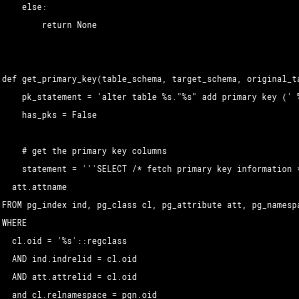 else:
return None
def get_primary_key(table_schema, target_schema, original_ta
pk_statement = 'alter table %s."%s" add primary key (' %
has_pks = False
# get the primary key columns
statement = '''SELECT /* fetch primary key information *
att.attname
FROM pg_index ind, pg_class cl, pg_attribute att, pg_namespa
WHERE
cl.oid = '%s'::regclass
AND ind.indrelid = cl.oid
AND att.attrelid = cl.oid
and cl.relnamespace = pgn.oid